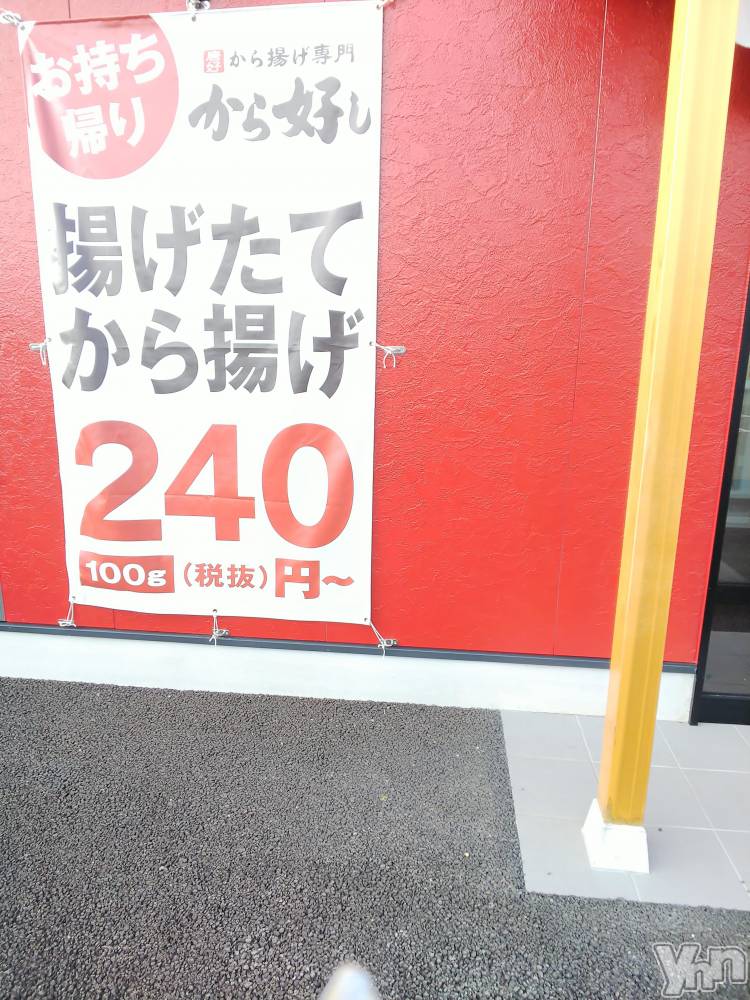 お持ち
帰り
から揚げ専門
から好し
揚げたて
から揚げ
240
100g (税抜) 円～